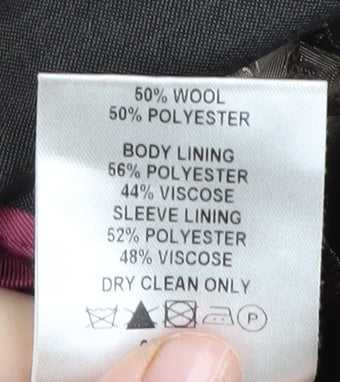 50% WOOL
50% POLYESTER
BODY LINING
56% POLYESTER
44% VISCOSE
SLEEVE LINING
52% POLYESTER
48% VISCOSE
DRY CLEAN ONLY
P